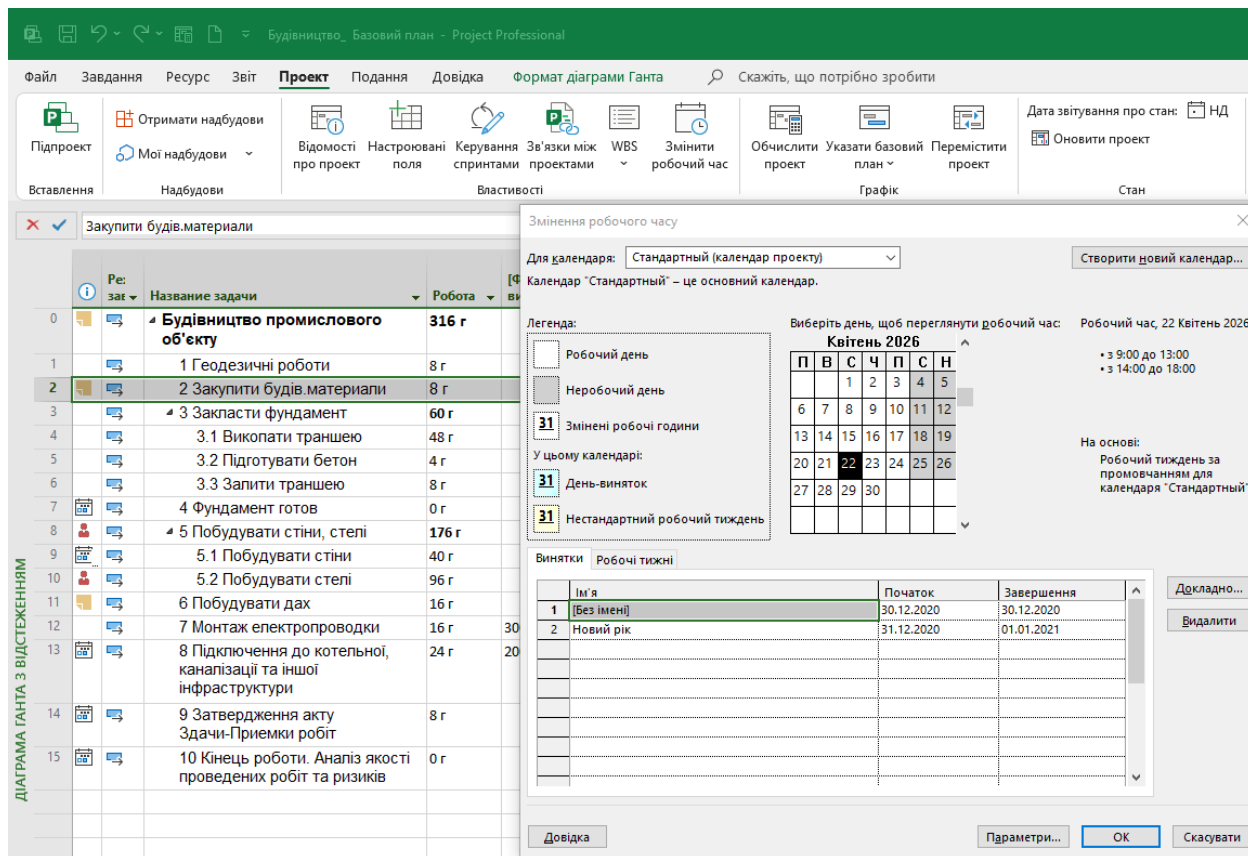 Будівництво_ Базовий план - Project Professional
Файл Завдання Ресурс Звіт Проект Подання Довідка Формат діаграми Ганта Скажіть, що потрібно зробити
Підпроект
Отримати надбудови
Мої надбудови
Відомості про проект
Настроювані поля
Керування спринтами
Зв'язки між проектами
WBS
Змінити робочий час
Обчислити проект
Указати базовий план
Перемістити проект
Дата звітування про стан: НД
Оновити проект
Вставлення Надбудови Властивості Графік Стан
Закупити будів.материали
Название задачи Робота
0 Будівництво промислового об'єкту 316 г
1 1 Геодезичні роботи 8 г
2 2 Закупити будів.материали 8 г
3 3 Закласти фундамент 60 г
4 3.1 Викопати траншею 48 г
5 3.2 Підготувати бетон 4 г
6 3.3 Залити траншею 8 г
7 4 Фундамент готов 0 г
8 5 Побудувати стіни, степі 176 г
9 5.1 Побудувати стіни 40 г
10 5.2 Побудувати степі 96 г
11 6 Побудувати дах 16 г
12 7 Монтаж електропроводки 16 г
13 8 Підключення до котельної, каналізації та іншої інфраструктури 24 г
14 9 Затвердження акту Здачи-Приемки робіт 8 г
15 10 Кінець роботи. Аналіз якості проведених робіт та ризиків 0 г
ДІАГРАМА ГАНТА З ВІДСТЕЖЕННЯМ
Змінення робочого часу
Для календаря: Стандартный (календар проекту)
Створити новий календар...
Календар "Стандартный" – це основний календар.
Легенда:
Робочий день
Неробочий день
31 Змінені робочі години
У цьому календарі:
31 День-виняток
31 Нестандартний робочий тиждень
Виберіть день, щоб переглянути робочий час:
Квітень 2026
П В С Ч П С Н
1 2 3 4 5
6 7 8 9 10 11 12
13 14 15 16 17 18 19
20 21 22 23 24 25 26
27 28 29 30
Робочий час, 22 Квітень 2026
• з 9:00 до 13:00
• з 14:00 до 18:00
На основі:
Робочий тиждень за
промовчанням для
календаря "Стандартный"
Винятки Робочі тижні
Ім'я Початок Завершення
1 [Без імені] 30.12.2020 30.12.2020
2 Новий рік 31.12.2020 01.01.2021
Докладно...
Видалити
Довідка Параметри... ОК Скасувати